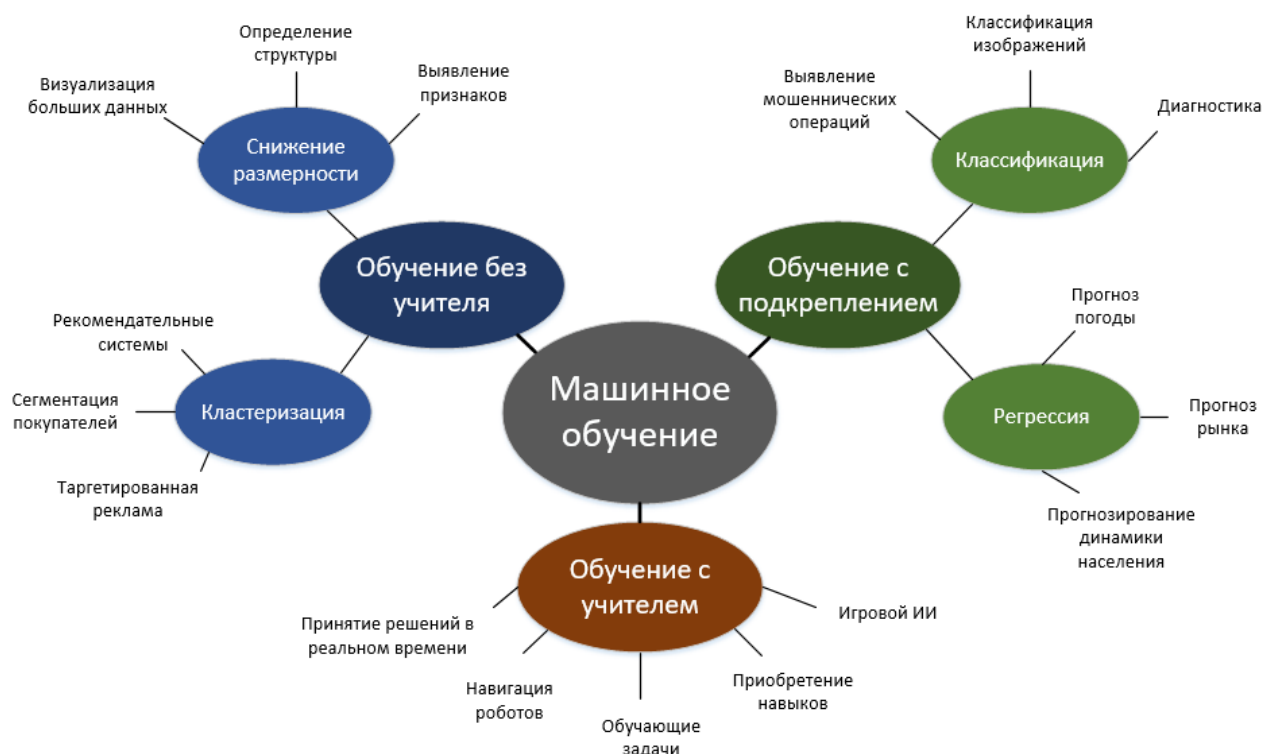 Определение
структуры
Визуализация
больших данных
Выявление
признаков
Снижение
размерности
Классификация
изображений
Выявление
мошеннических
операций
Диагностика
Классификация
Обучение без
учителя
Обучение с
подкреплением
Рекомендательные
системы
Сегментация
покупателей
Кластеризация
Таргетированная
реклама
Машинное
обучение
Прогноз
погоды
Регрессия
Прогноз
рынка
Прогнозирование
динамики
населения
Обучение с
учителем
Принятие решений в
реальном времени
Навигация
роботов
Обучающие
задачи
Приобретение
навыков
Игровой ИИ